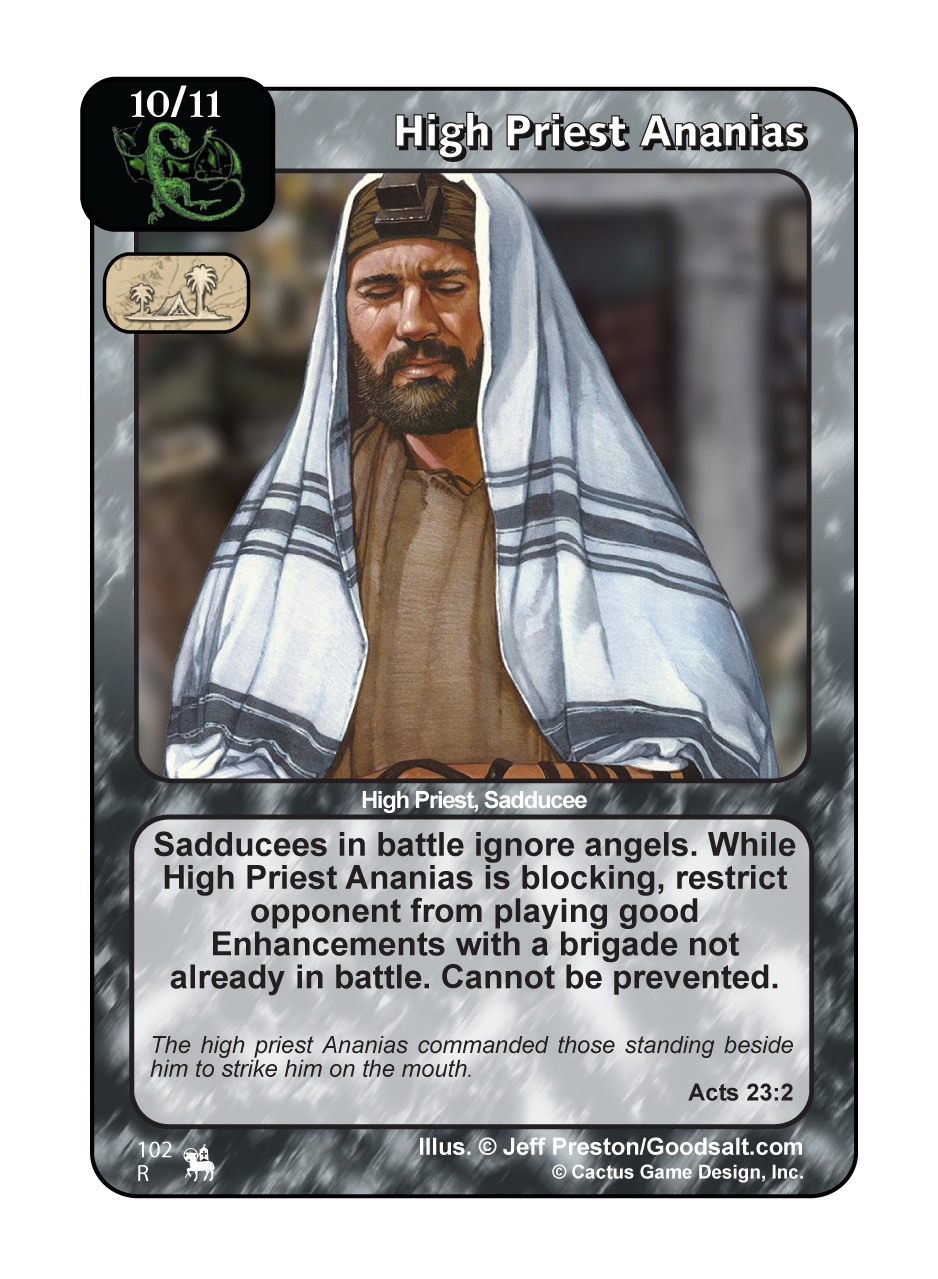 10/11
High Priest Ananias
High Priest, Sadducee
Sadducees in battle ignore angels. While
High Priest Ananias is blocking, restrict
opponent from playing good
Enhancements with a brigade not
already in battle. Cannot be prevented.
The high priest Ananias commanded those standing beside
him to strike him on the mouth.
Acts 23:2
102
R
Illus. © Jeff Preston/Goodsalt.com
© Cactus Game Design, Inc.